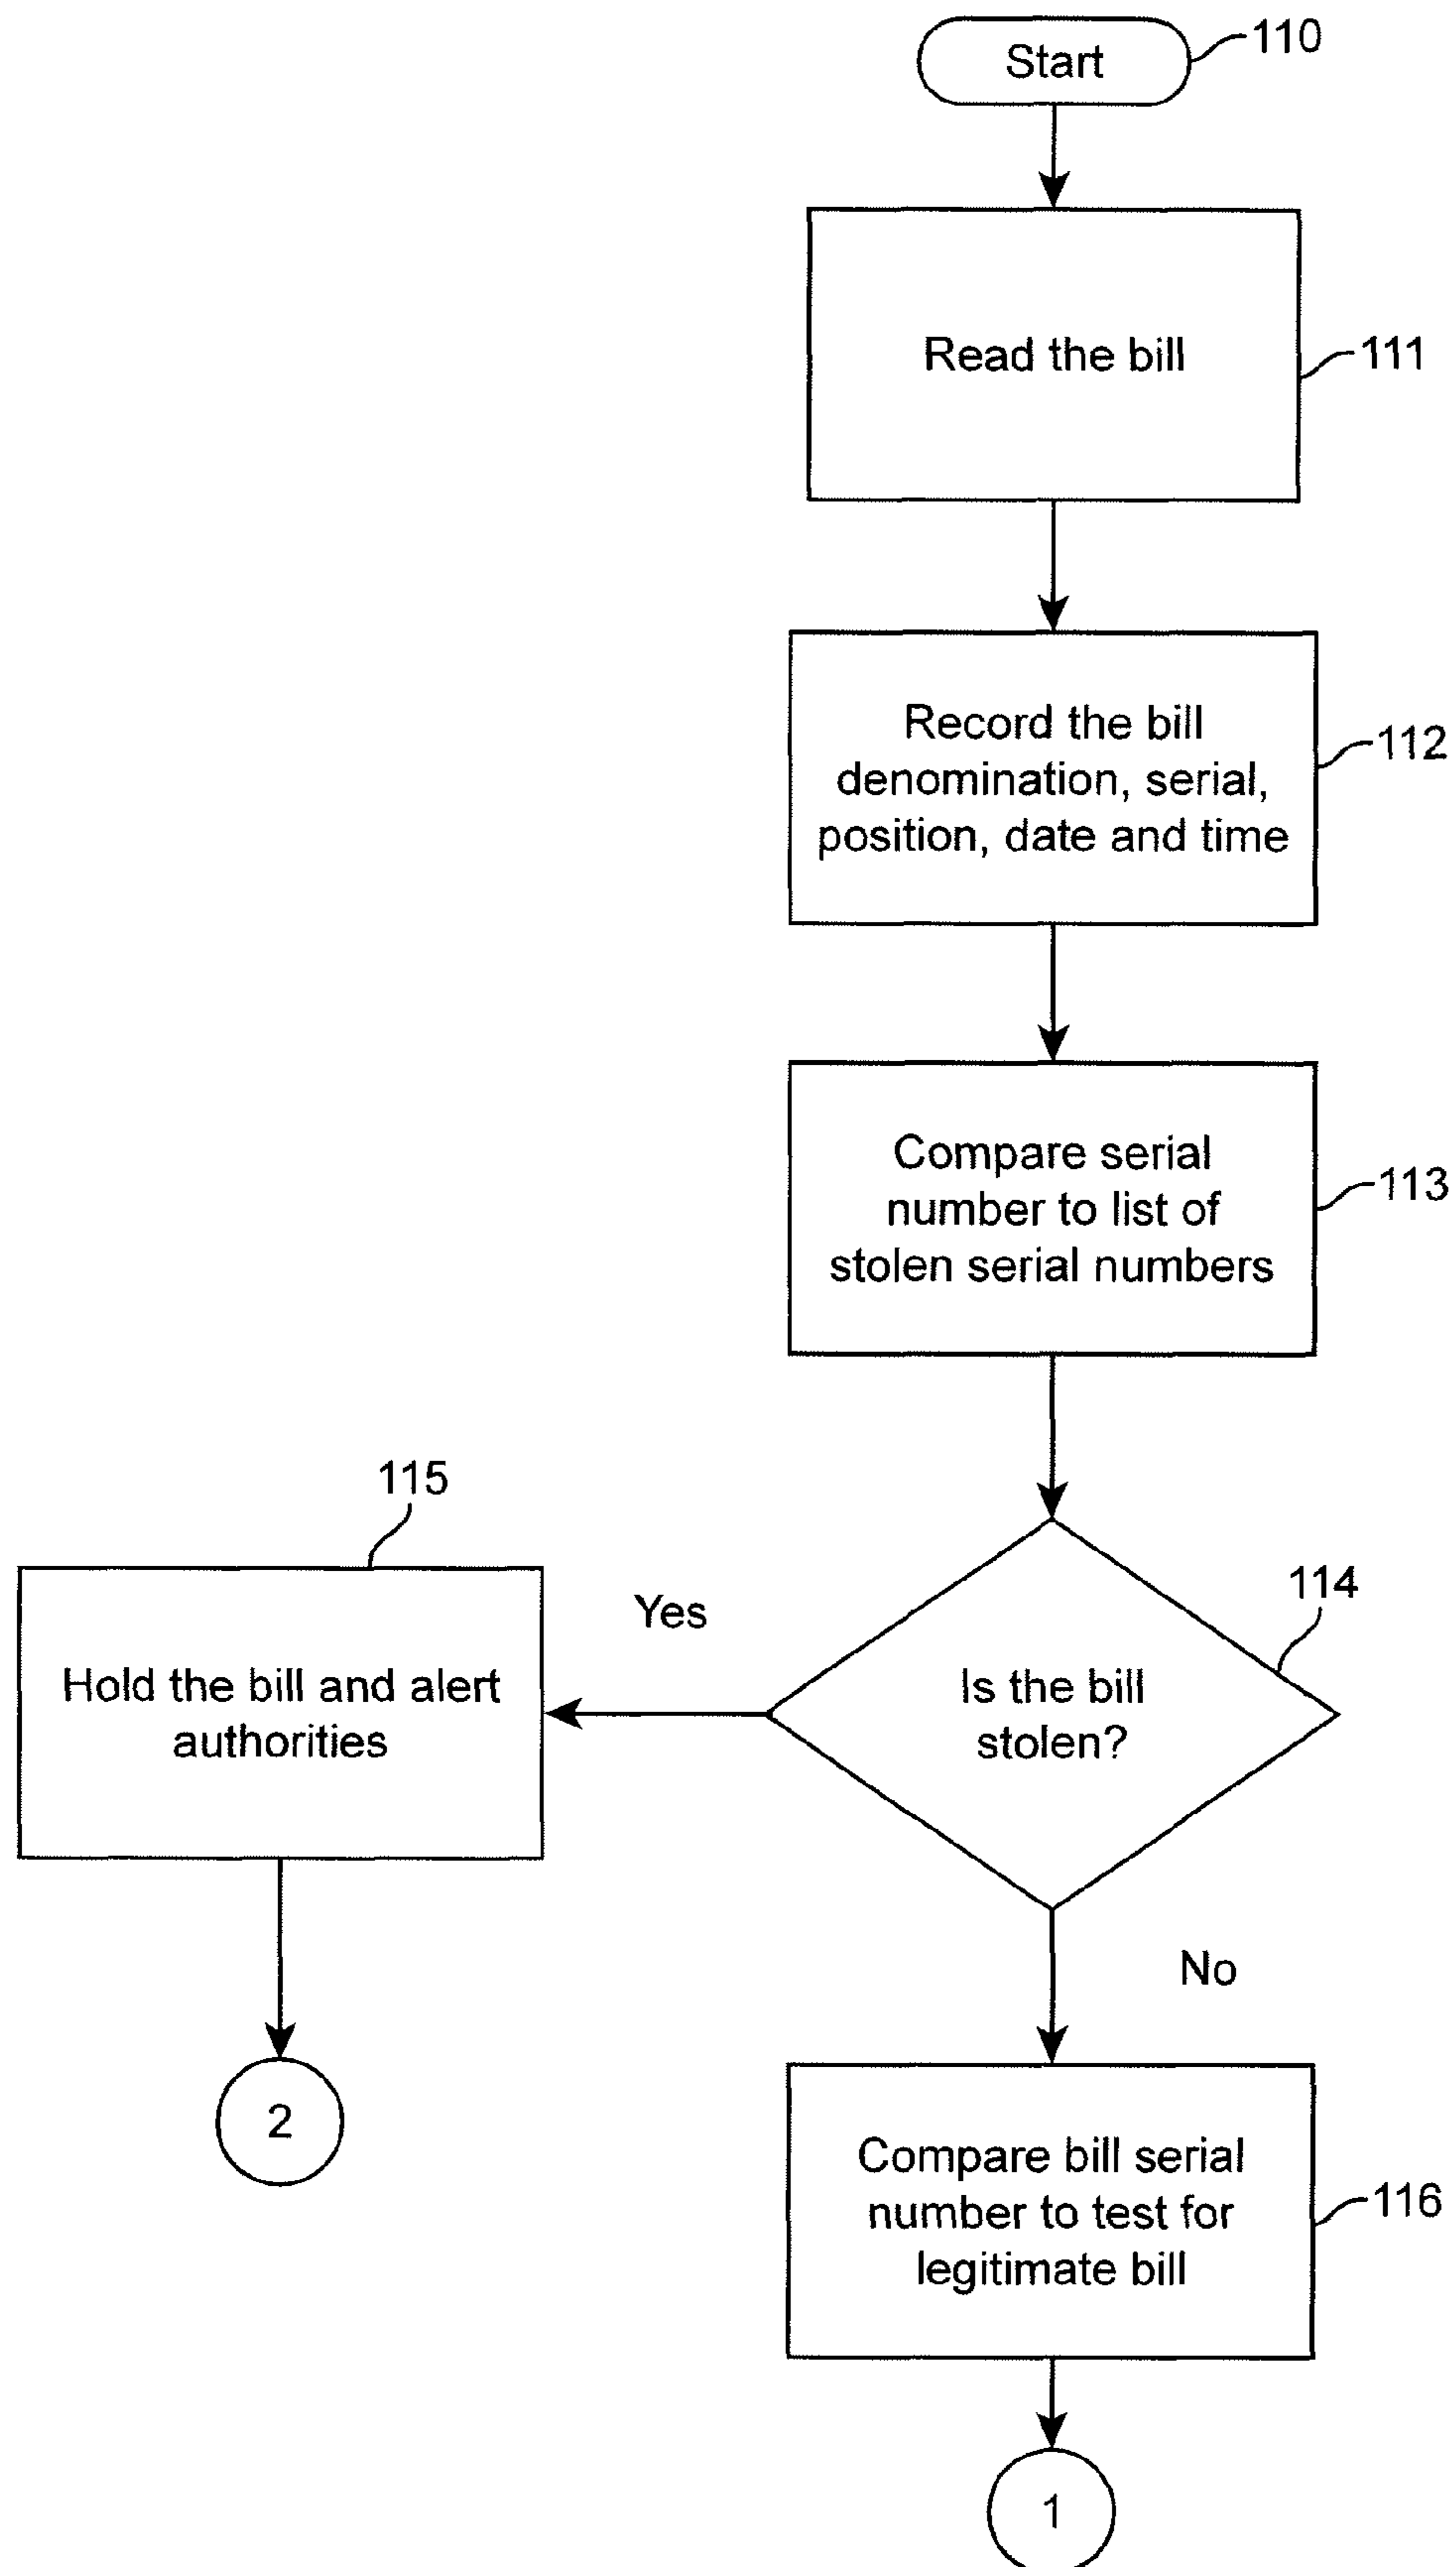 Start
110
Read the bill
111
Record the bill
denomination, serial,
position, date and time
112
Compare serial
number to list of
stolen serial numbers
113
115
Hold the bill and alert
authorities
Yes
Is the bill
stolen?
114
No
2
Compare bill serial
number to test for
legitimate bill
116
1